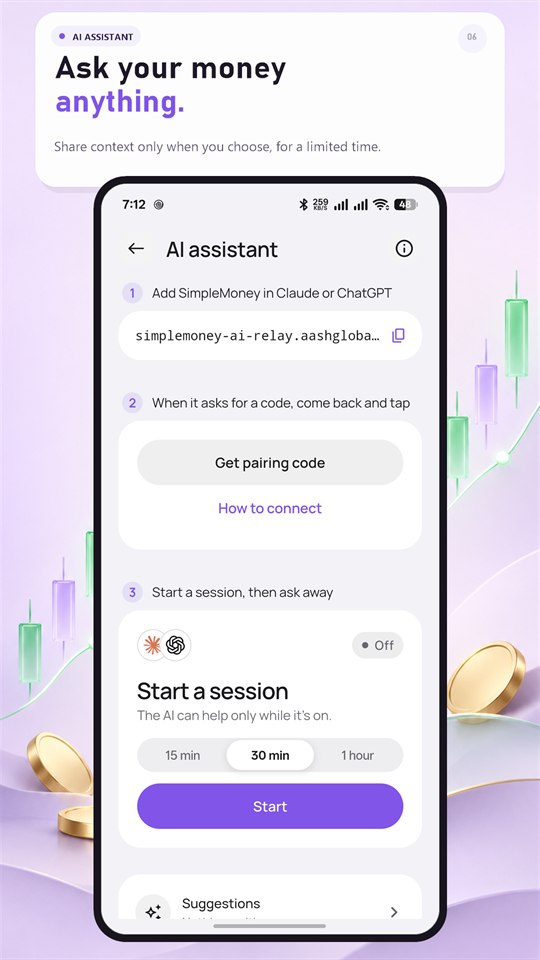 AI ASSISTANT
06
Ask your money
anything.
Share context only when you choose, for a limited time.
7:12
259
KB/S
48
AI assistant
1 Add SimpleMoney in Claude or ChatGPT
simplemoney-ai-relay.aashgloba…
2 When it asks for a code, come back and tap
Get pairing code
How to connect
3 Start a session, then ask away
Off
Start a session
The AI can help only while it's on.
15 min 30 min 1 hour
Start
Suggestions